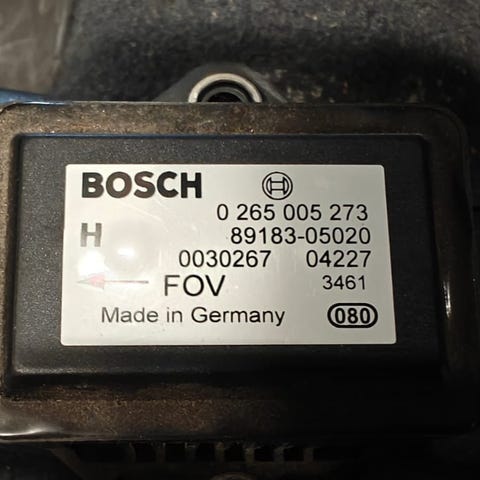 BOSCH
0 265 005 273
H 89183-05020
0030267 04227
FOV 3461
Made in Germany 080